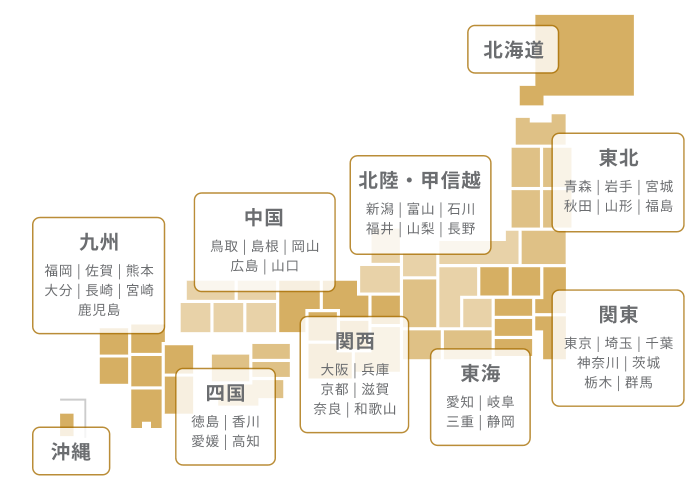 北海道
東北
青森｜岩手｜宮城
秋田｜山形｜福島
北陸・甲信越
新潟｜富山｜石川
福井｜山梨｜長野
中国
鳥取｜島根｜岡山
広島｜山口
九州
福岡｜佐賀｜熊本
大分｜長崎｜宮崎
鹿児島
関東
東京｜埼玉｜千葉
神奈川｜茨城
栃木｜群馬
関西
大阪｜兵庫
京都｜滋賀
奈良｜和歌山
東海
愛知｜岐阜
三重｜静岡
四国
徳島｜香川
愛媛｜高知
沖縄